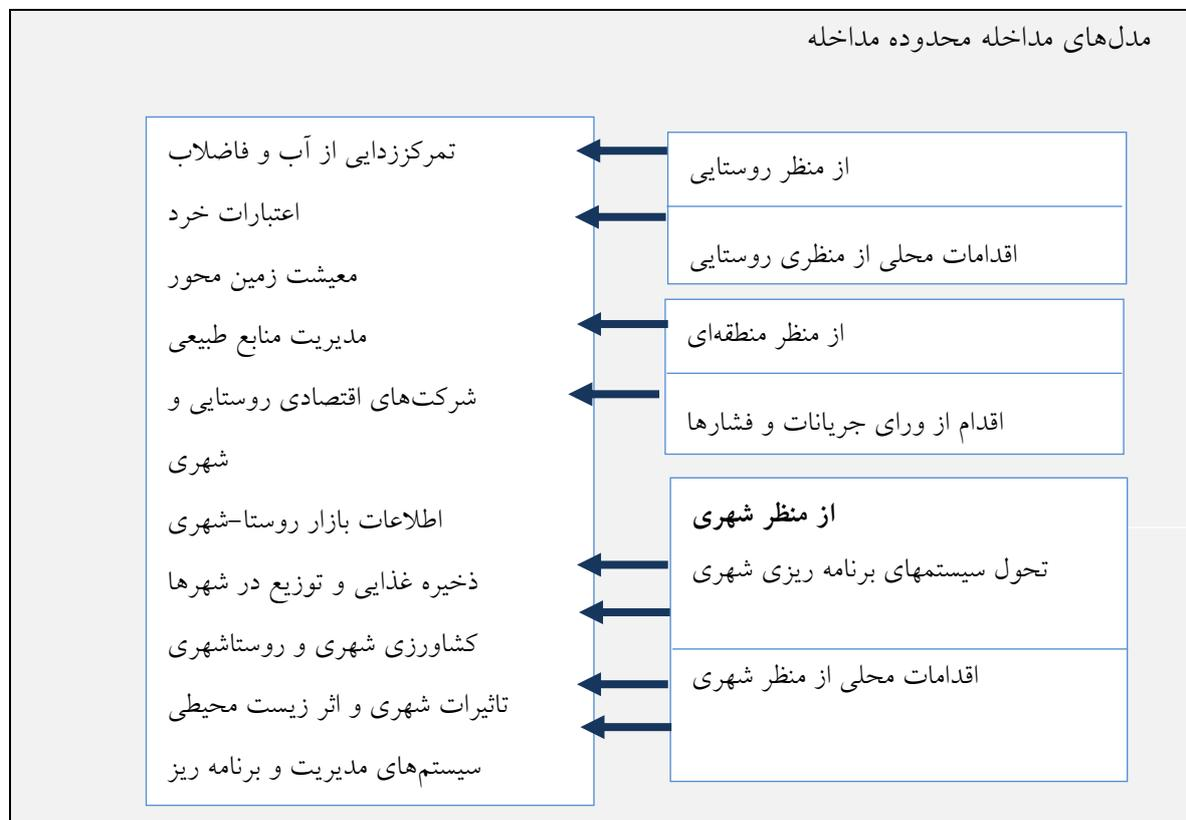 مدل‌های مداخله محدوده مداخله
از منظر روستایی
اقدامات محلی از منظری روستایی
از منظر منطقه‌ای
اقدام از ورای جریانات و فشارها
از منظر شهری
تحول سیستمهای برنامه ریزی شهری
اقدامات محلی از منظر شهری
تمرکززدایی از آب و فاضلاب
اعتبارات خرد
معیشت زمین محور
مدیریت منابع طبیعی
شرکت‌های اقتصادی روستایی و
شهری
اطلاعات بازار روستا-شهری
ذخیره غذایی و توزیع در شهرها
کشاورزی شهری و روستاشهری
تاثیرات شهری و اثر زیست محیطی
سیستم‌های مدیریت و برنامه ریز